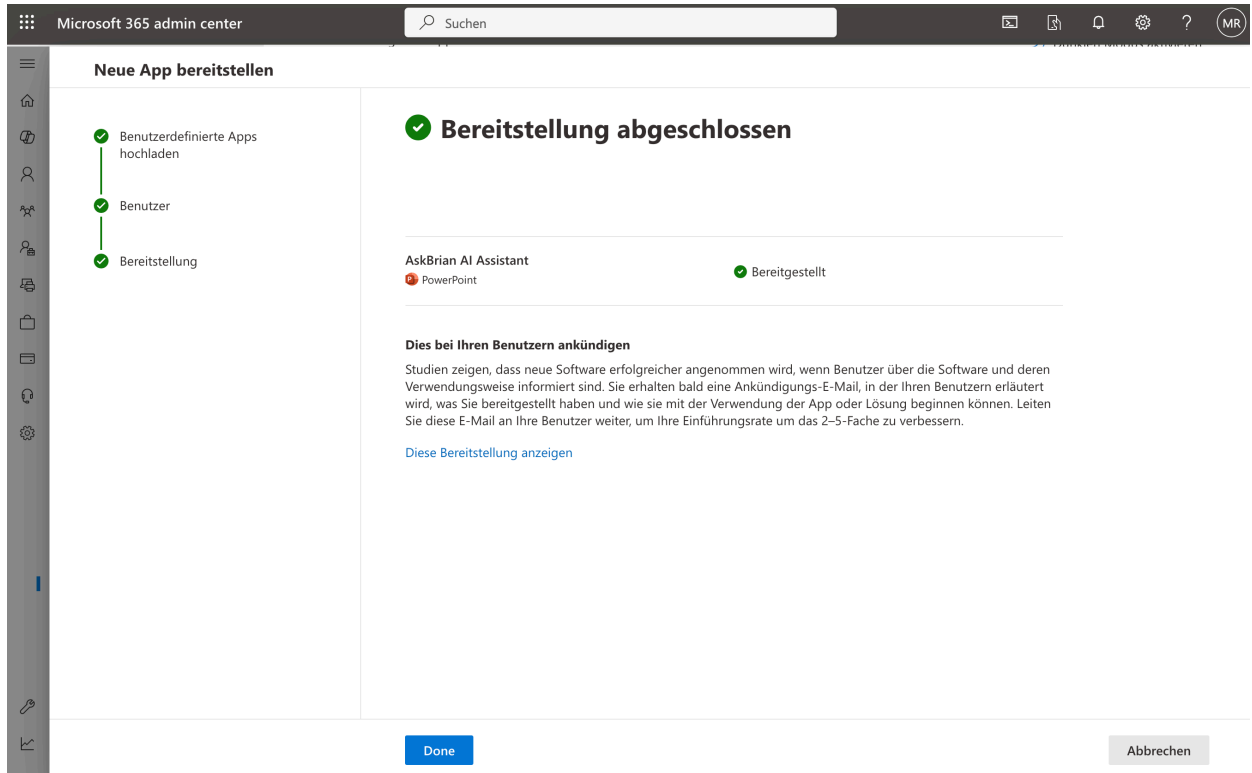 Microsoft 365 admin center
Suchen
MR
Neue App bereitstellen
Benutzerdefinierte Apps
hochladen
Benutzer
Bereitstellung
Bereitstellung abgeschlossen
AskBrian AI Assistant
PowerPoint
Bereitgestellt
Dies bei Ihren Benutzern ankündigen
Studien zeigen, dass neue Software erfolgreicher angenommen wird, wenn Benutzer über die Software und deren
Verwendungsweise informiert sind. Sie erhalten bald eine Ankündigungs-E-Mail, in der Ihren Benutzern erläutert
wird, was Sie bereitgestellt haben und wie sie mit der Verwendung der App oder Lösung beginnen können. Leiten
Sie diese E-Mail an Ihre Benutzer weiter, um Ihre Einführungsrate um das 2–5-Fache zu verbessern.
Diese Bereitstellung anzeigen
Done
Abbrechen